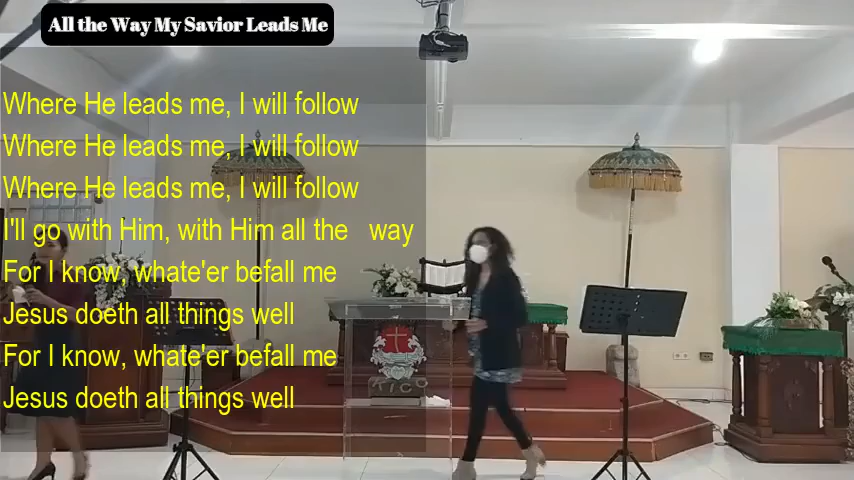 All the Way My Savior Leads Me
Where He leads me, I will follow
Where He leads me, I will follow
Where He leads me, I will follow
I'll go with Him, with Him all the way
For I know, whate'er befall me
Jesus doeth all things well
For I know, whate'er befall me
Jesus doeth all things well